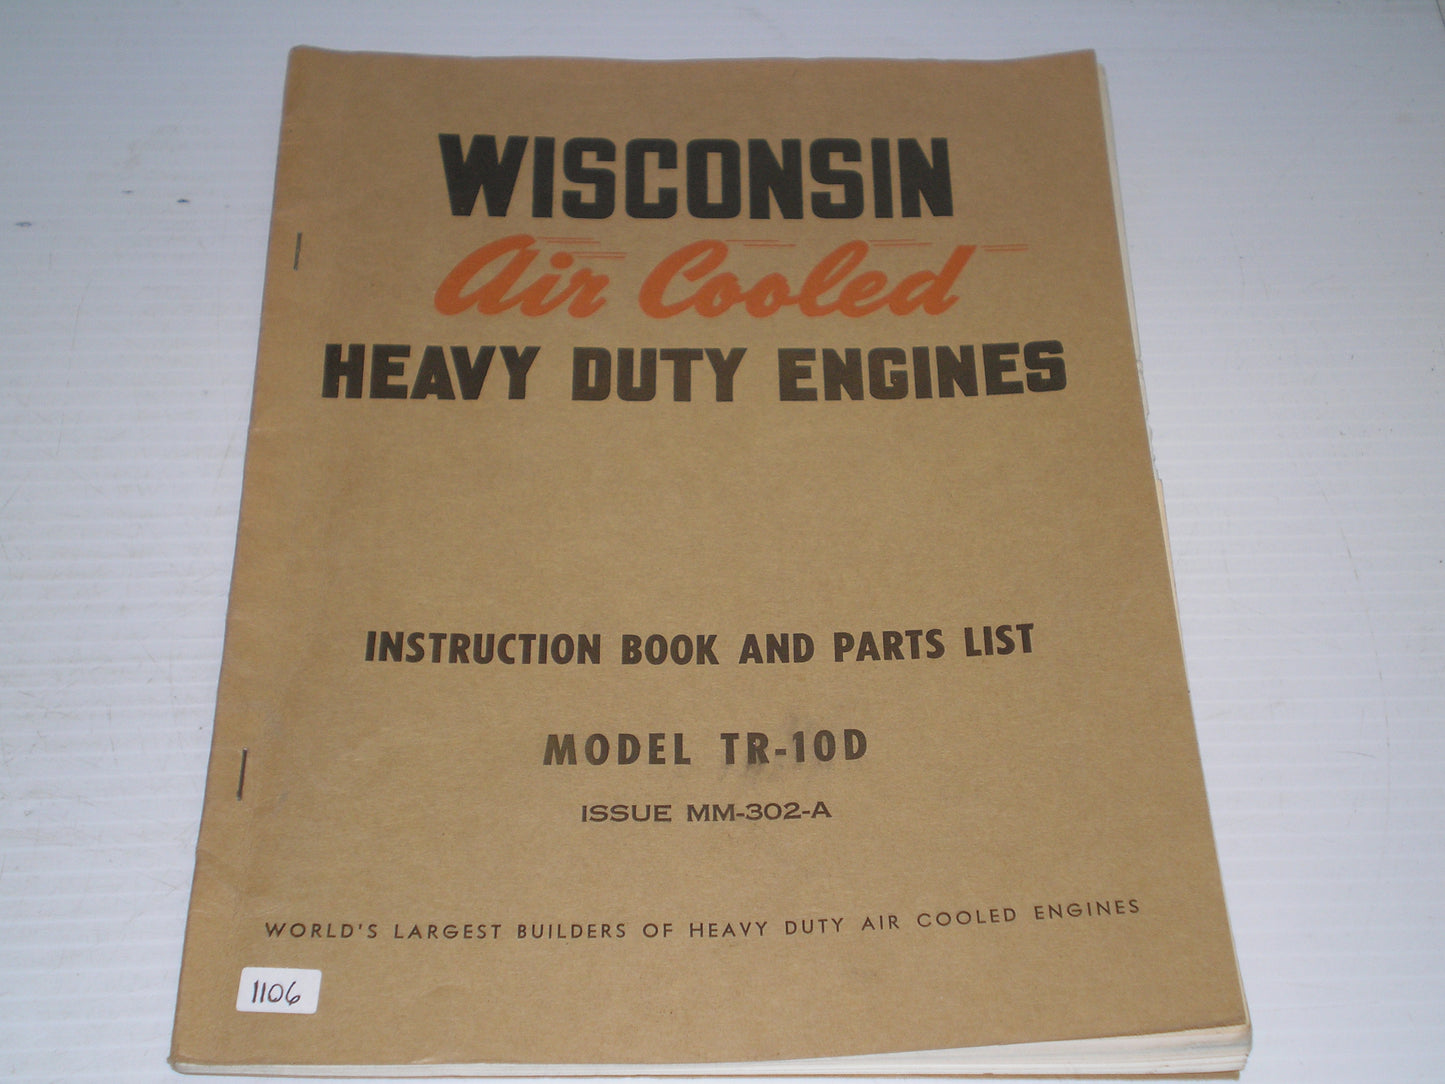 WISCONSIN
Air Cooled
HEAVY DUTY ENGINES
INSTRUCTION BOOK AND PARTS LIST
MODEL TR-10D
ISSUE MM-302-A
WORLD'S LARGEST BUILDERS OF HEAVY DUTY AIR COOLED ENGINES
1106